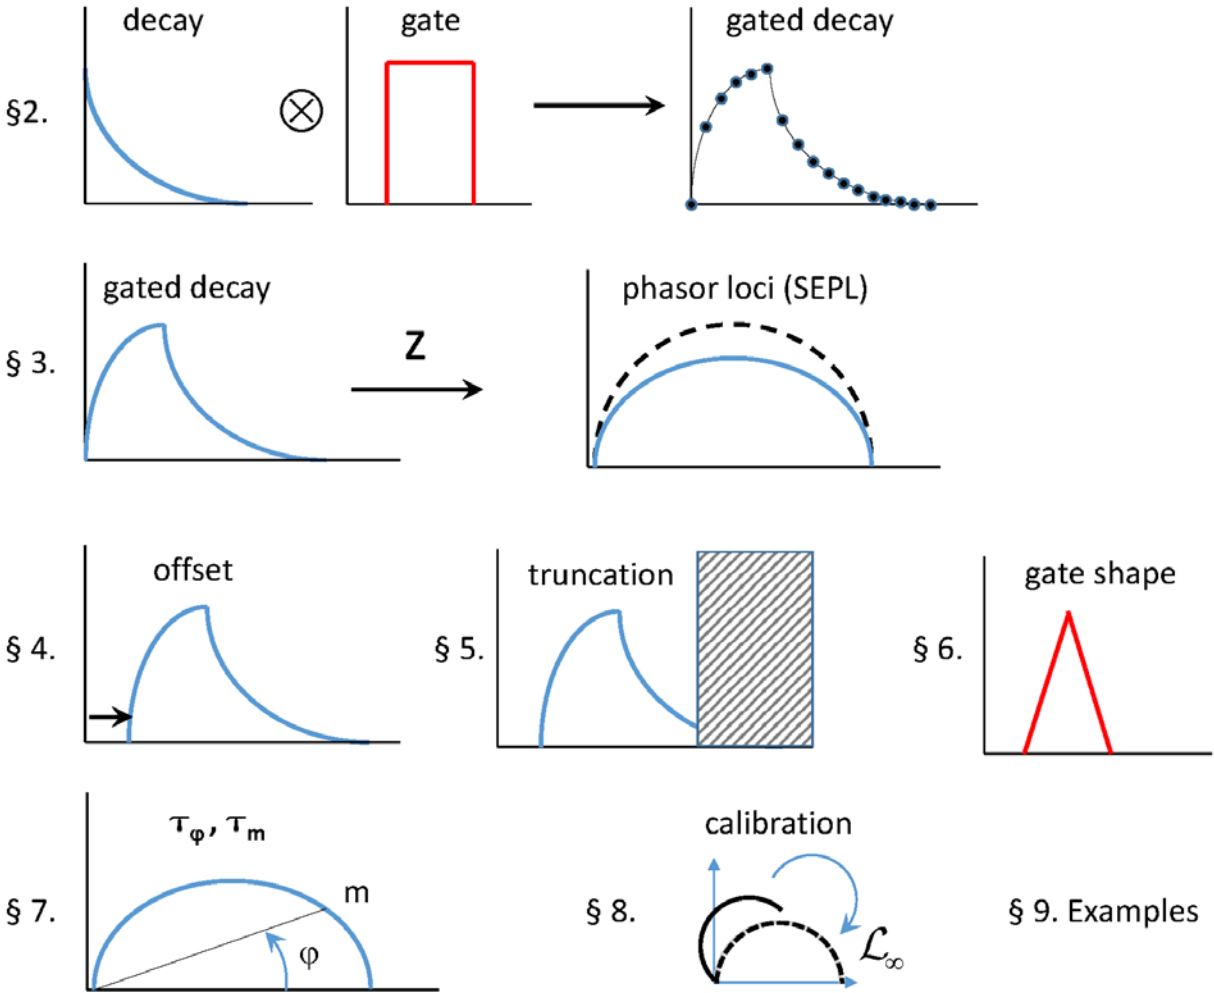 decay
gate
gated decay
§2.
gated decay
phasor loci (SEPL)
§ 3.
Z
offset
truncation
gate shape
§ 4.
§ 5.
§ 6.
τφ, τm
calibration
m
§ 7.
§ 8.
§ 9. Examples
φ
ℒ∞